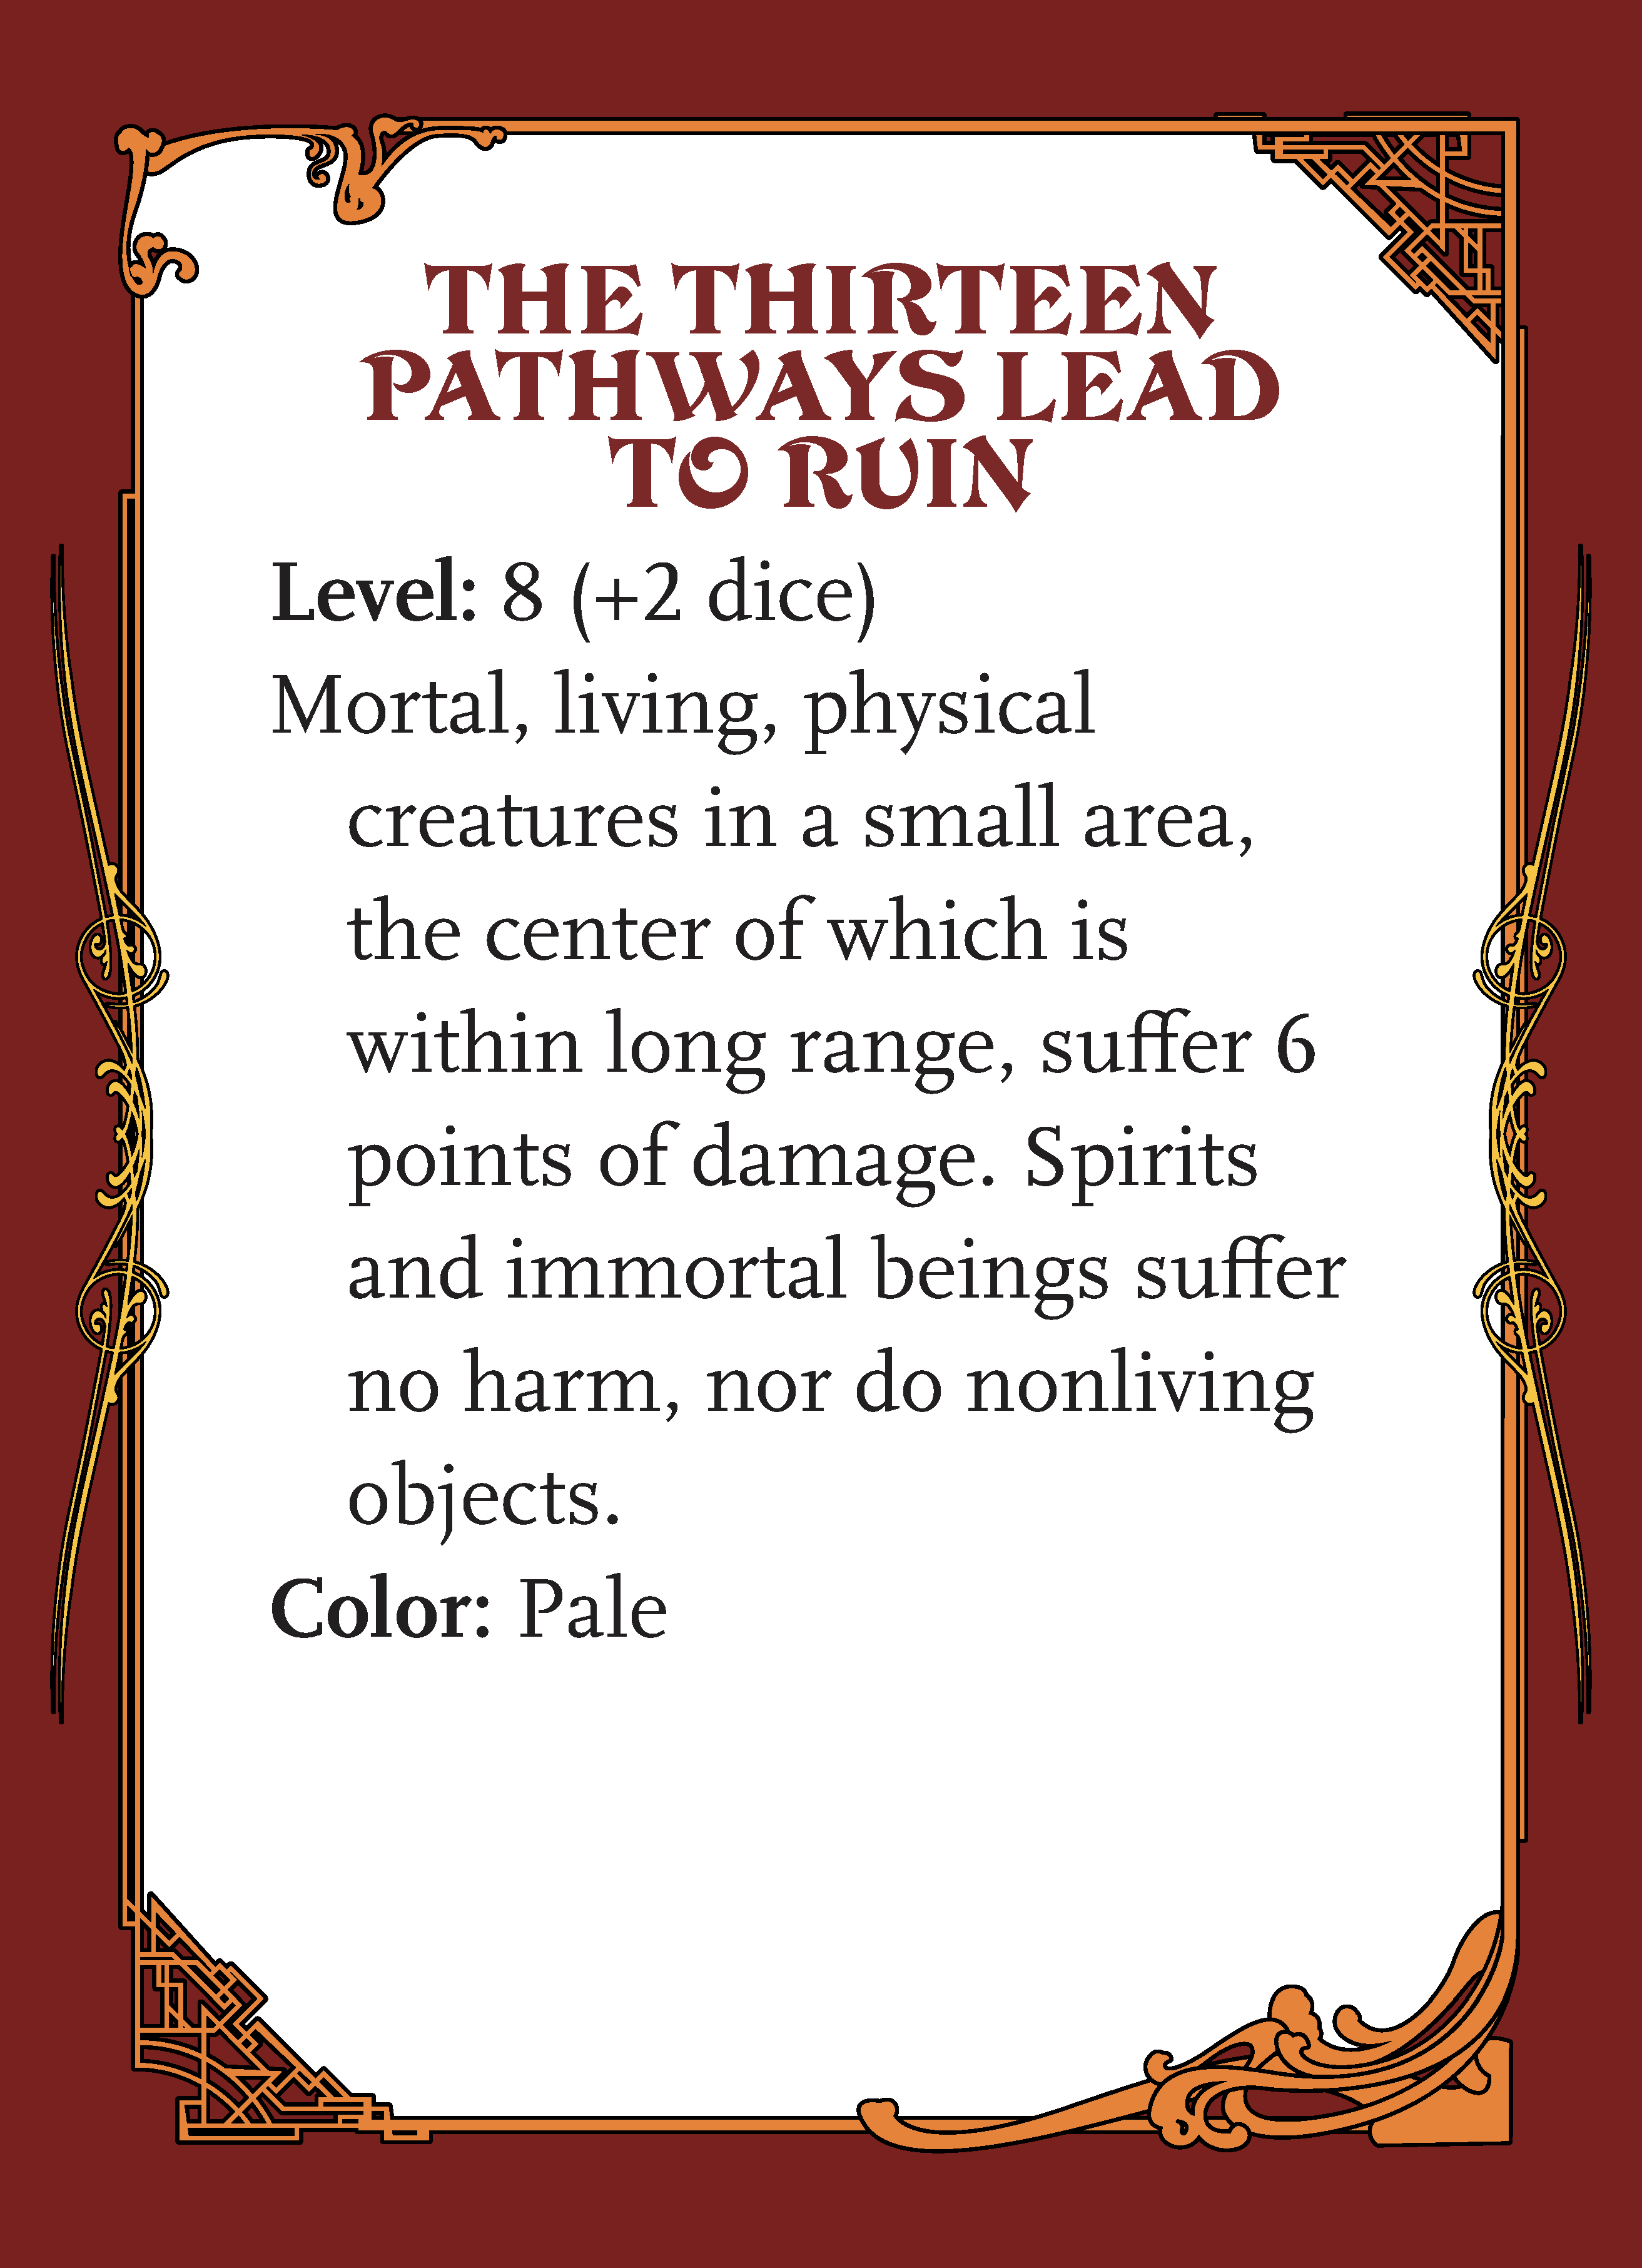 THE THIRTEEN
PATHWAYS LEAD
TO RUIN
Level: 8 (+2 dice)
Mortal, living, physical
creatures in a small area,
the center of which is
within long range, suffer 6
points of damage. Spirits
and immortal beings suffer
no harm, nor do nonliving
objects.
Color: Pale